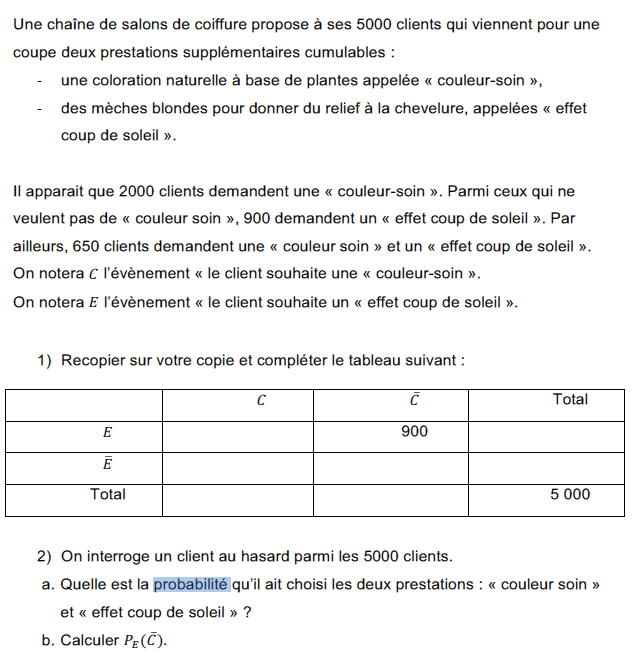 Une chaîne de salons de coiffure propose à ses 5000 clients qui viennent pour une
coupe deux prestations supplémentaires cumulables :
- une coloration naturelle à base de plantes appelée « couleur-soin »,
- des mèches blondes pour donner du relief à la chevelure, appelées « effet
coup de soleil ».
Il apparait que 2000 clients demandent une « couleur-soin ». Parmi ceux qui ne
veulent pas de « couleur soin », 900 demandent un « effet coup de soleil ». Par
ailleurs, 650 clients demandent une « couleur soin » et un « effet coup de soleil ».
On notera C l'évènement « le client souhaite une « couleur-soin ».
On notera E l'évènement « le client souhaite un « effet coup de soleil ».
1) Recopier sur votre copie et compléter le tableau suivant :
C C̄ Total
E 900
Ē
Total 5 000
2) On interroge un client au hasard parmi les 5000 clients.
a. Quelle est la probabilité qu'il ait choisi les deux prestations : « couleur soin »
et « effet coup de soleil » ?
b. Calculer P_E(C̄).